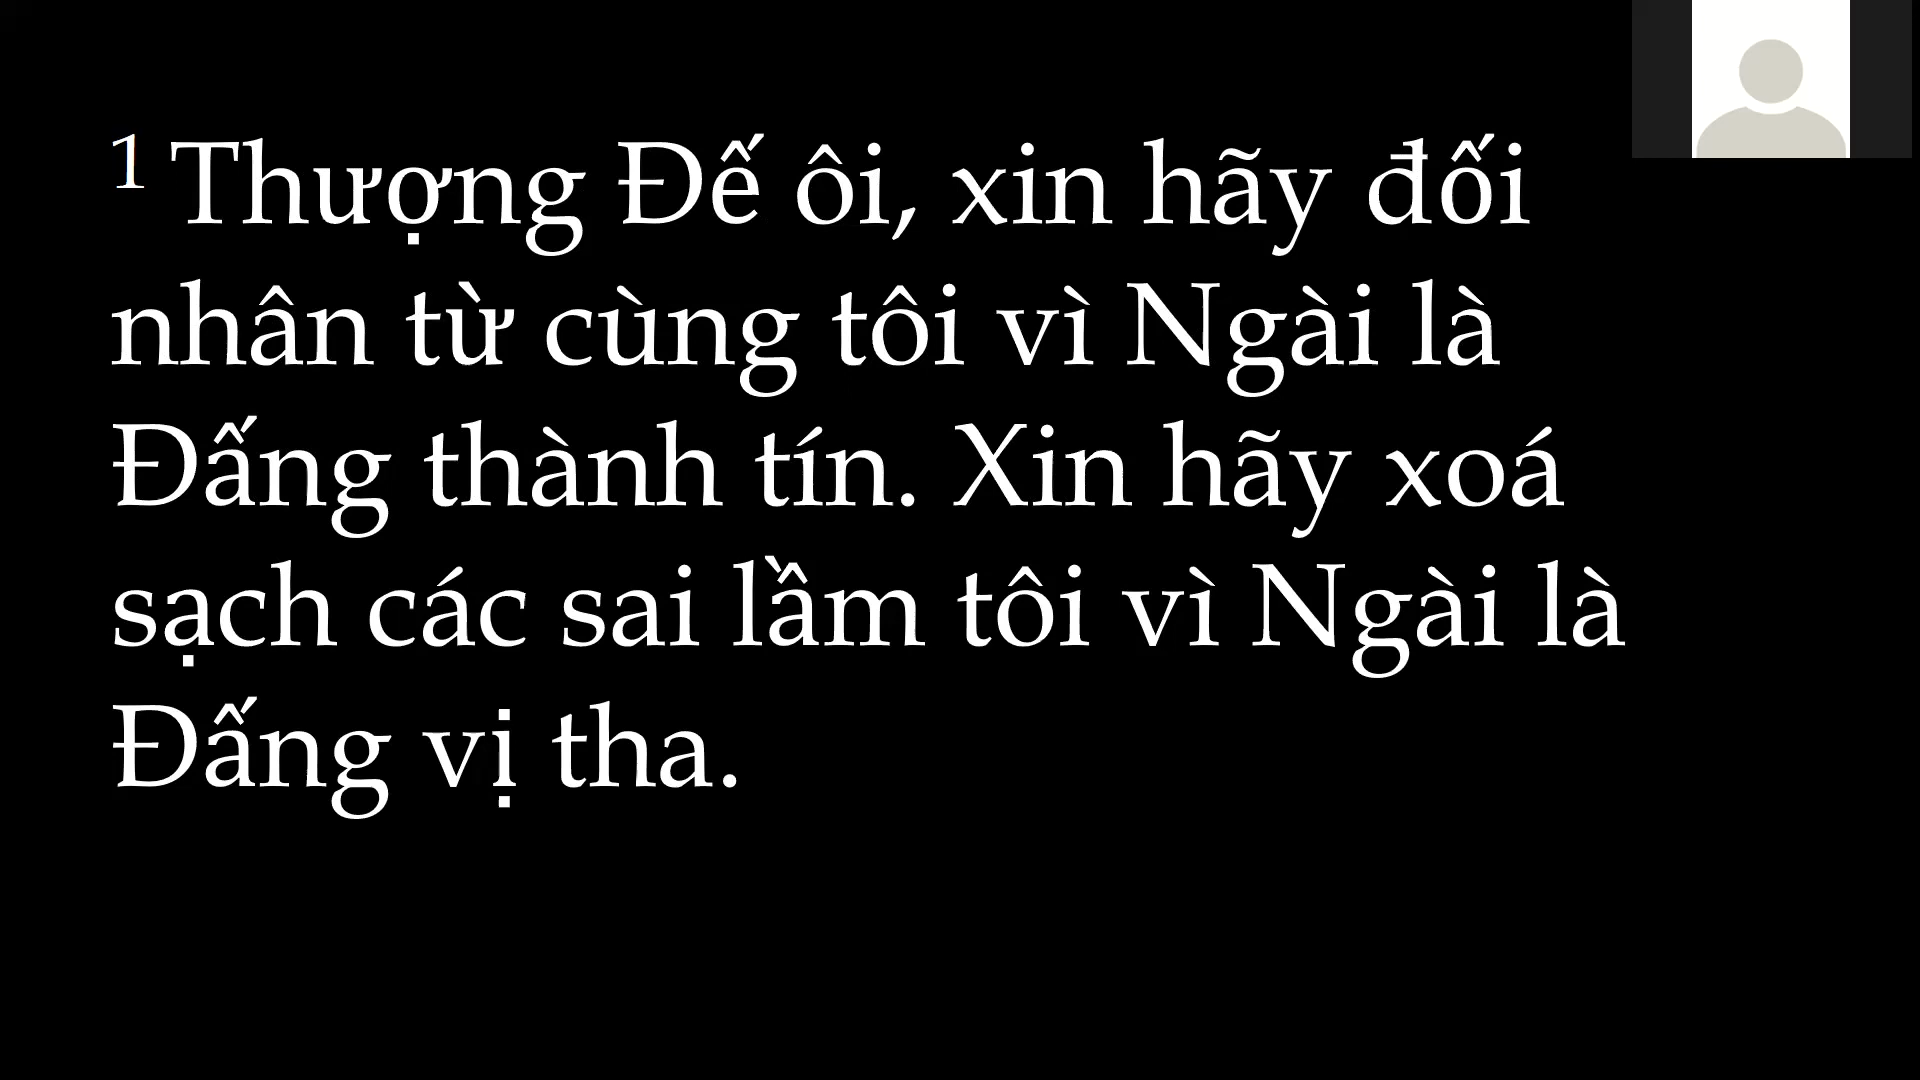 1 Thượng Đế ôi, xin hãy đối
nhân từ cùng tôi vì Ngài là
Đấng thành tín. Xin hãy xoá
sạch các sai lầm tôi vì Ngài là
Đấng vị tha.